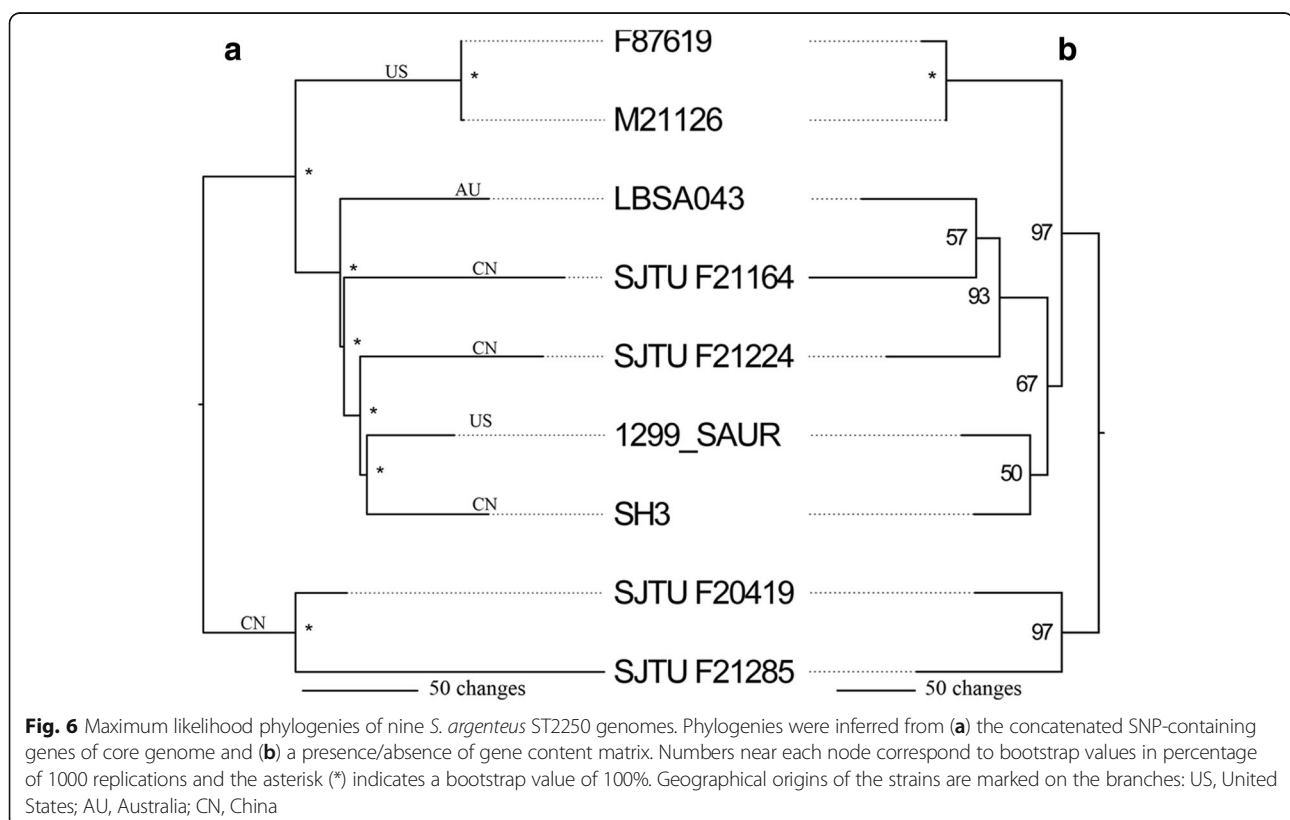 a
b
F87619
US
*
*
M21126
*
AU
LBSA043
57
97
CN
*
SJTU F21164
93
*
CN
SJTU F21224
67
*
US
1299_SAUR
*
50
CN
SH3
SJTU F20419
CN
*
97
SJTU F21285
50 changes
50 changes
Fig. 6 Maximum likelihood phylogenies of nine S. argenteus ST2250 genomes. Phylogenies were inferred from (a) the concatenated SNP-containing
genes of core genome and (b) a presence/absence of gene content matrix. Numbers near each node correspond to bootstrap values in percentage
of 1000 replications and the asterisk (*) indicates a bootstrap value of 100%. Geographical origins of the strains are marked on the branches: US, United
States; AU, Australia; CN, China